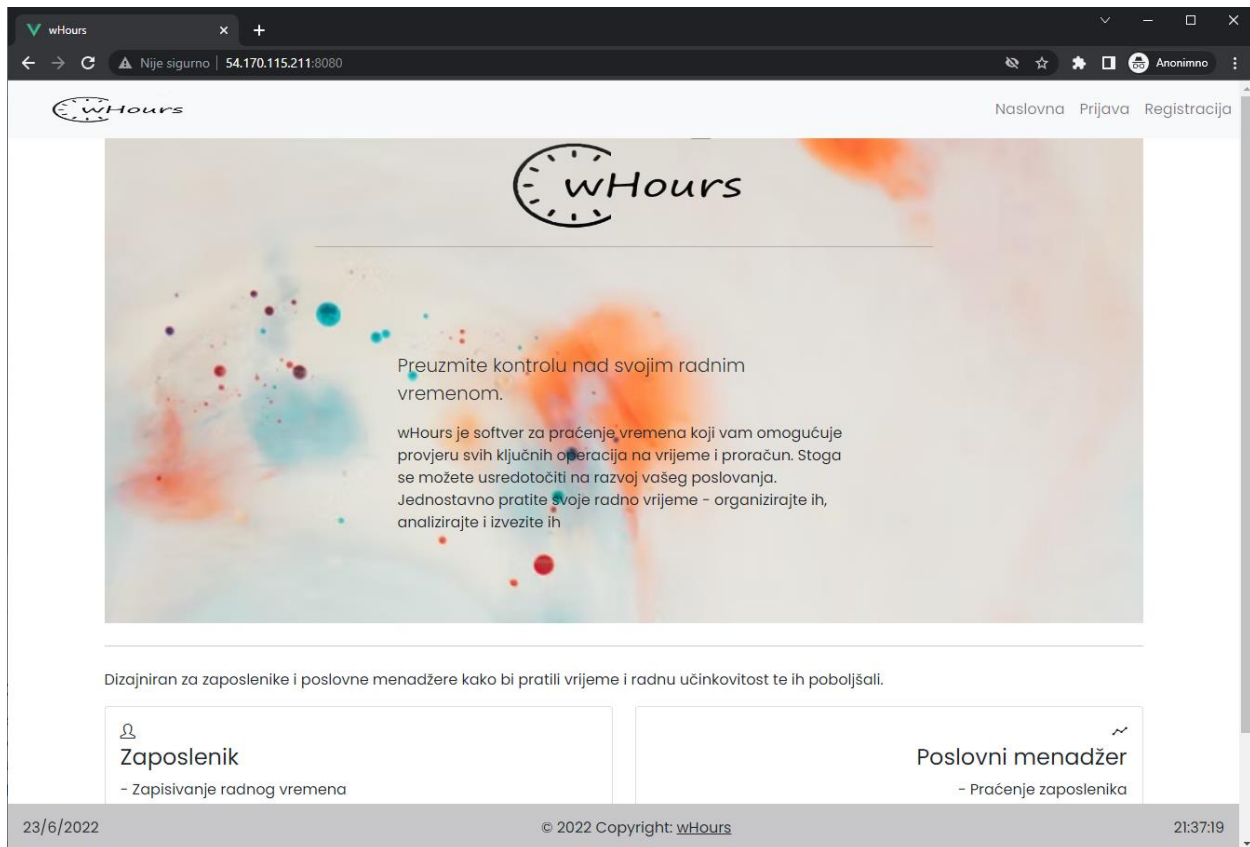 wHours
Nije sigurno | 54.170.115.211:8080
Anonimno
wHours
Naslovna Prijava Registracija
wHours
Preuzmite kontrolu nad svojim radnim
vremenom.
wHours je softver za praćenje vremena koji vam omogućuje
provjeru svih ključnih operacija na vrijeme i proračun. Stoga
se možete usredotočiti na razvoj vašeg poslovanja.
Jednostavno pratite svoje radno vrijeme - organizirajte ih,
analizirajte i izvezite ih
Dizajniran za zaposlenike i poslovne menadžere kako bi pratili vrijeme i radnu učinkovitost te ih poboljšali.
Zaposlenik
- Zapisivanje radnog vremena
Poslovni menadžer
- Praćenje zaposlenika
23/6/2022
© 2022 Copyright: wHours
21:37:19